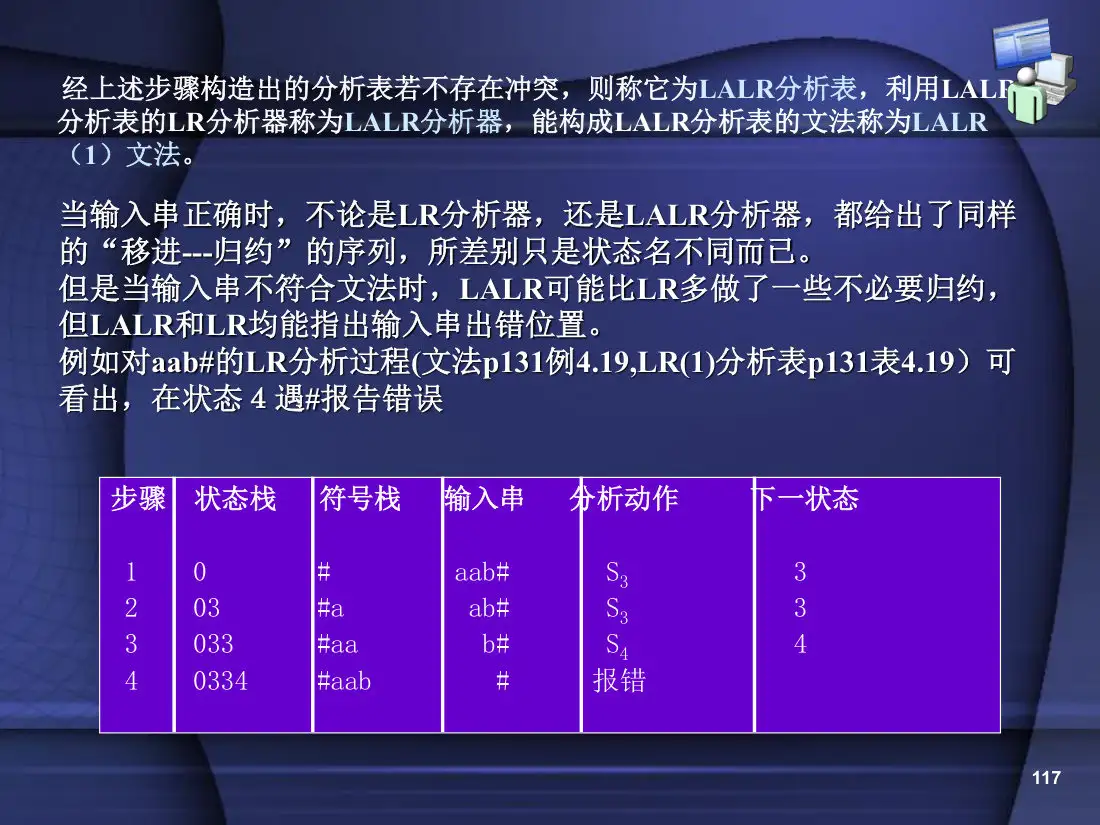 经上述步骤构造出的分析表若不存在冲突，则称它为LALR分析表，利用LALR
分析表的LR分析器称为LALR分析器，能构成LALR分析表的文法称为LALR
（1）文法。
当输入串正确时，不论是LR分析器，还是LALR分析器，都给出了同样
的“移进---归约”的序列，所差别只是状态名不同而已。
但是当输入串不符合文法时，LALR可能比LR多做了一些不必要归约，
但LALR和LR均能指出输入串出错位置。
例如对aab#的LR分析过程(文法p131例4.19,LR(1)分析表p131表4.19）可
看出，在状态４遇#报告错误
步骤 状态栈 符号栈 输入串 分析动作 下一状态
1 0 # aab# S3 3
2 03 #a ab# S3 3
3 033 #aa b# S4 4
4 0334 #aab # 报错
117